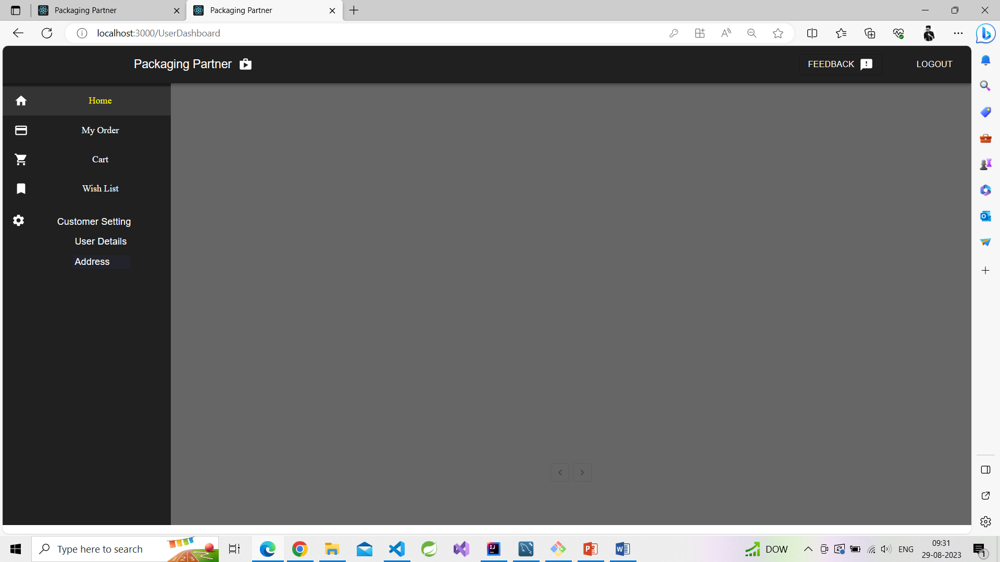 Packaging Partner
Packaging Partner
localhost:3000/UserDashboard
Packaging Partner
FEEDBACK
LOGOUT
Home
My Order
Cart
Wish List
Customer Setting
User Details
Address
Type here to search
DOW
ENG
09:31
29-08-2023
1